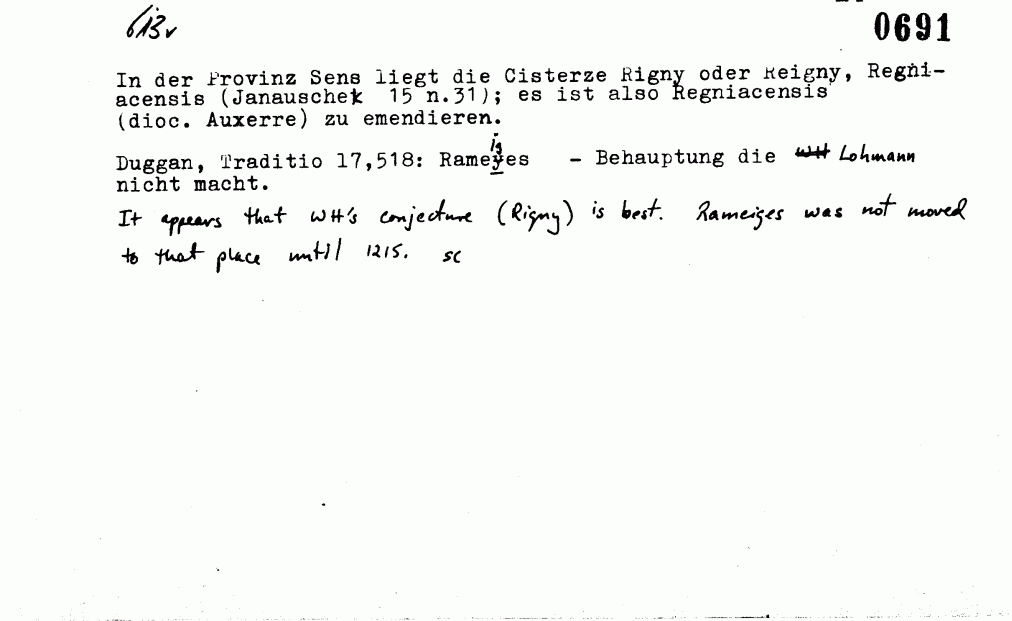 613v
0691
In der Provinz Sens liegt die Cisterze Rigny oder Reigny, Regni-
acensis (Janauschek 15 n.31); es ist also Regniacensis
(dioc. Auxerre) zu emendieren.
Duggan, Traditio 17,518: Rameiges - Behauptung die Lohmann
nicht macht.
It appears that WH's conjecture (Rigny) is best. Rameiges was not moved
to that place until 1215. SC